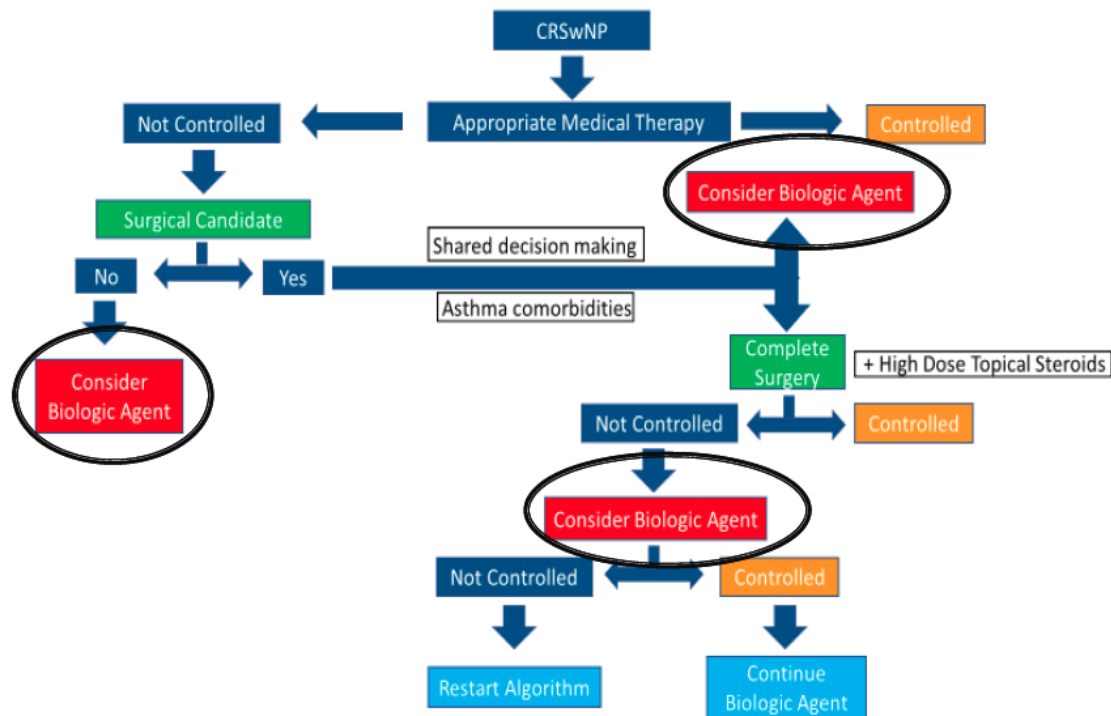 CRSwNP
Not Controlled
Appropriate Medical Therapy
Controlled
Consider Biologic Agent
Surgical Candidate
Shared decision making
No
Yes
Asthma comorbidities
Consider
Biologic Agent
Complete
Surgery
+ High Dose Topical Steroids
Not Controlled
Controlled
Consider Biologic Agent
Not Controlled
Controlled
Restart Algorithm
Continue
Biologic Agent